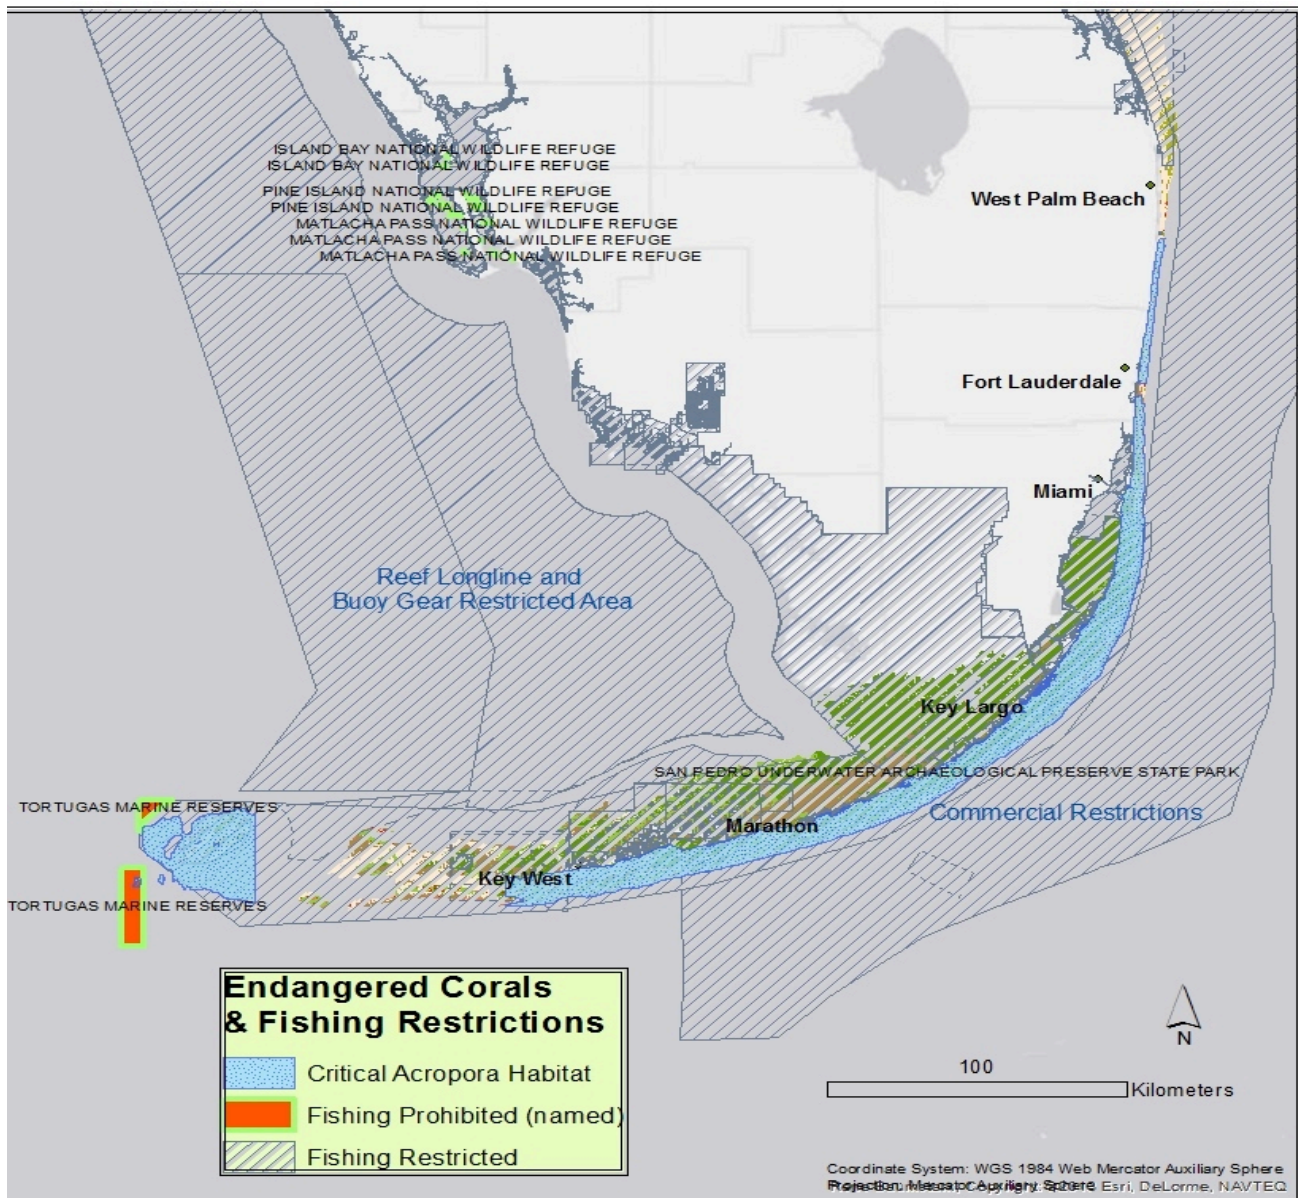 ISLAND BAY NATIONAL WILDLIFE REFUGE
ISLAND BAY NATIONAL WILDLIFE REFUGE
PINE ISLAND NATIONAL WILDLIFE REFUGE
PINE ISLAND NATIONAL WILDLIFE REFUGE
MATLACHA PASS NATIONAL WILDLIFE REFUGE
MATLACHA PASS NATIONAL WILDLIFE REFUGE
MATLACHA PASS NATIONAL WILDLIFE REFUGE
West Palm Beach
Fort Lauderdale
Miami
Reef Longline and
Buoy Gear Restricted Area
Key Largo
SAN PEDRO UNDERWATER ARCHAEOLOGICAL PRESERVE STATE PARK
TORTUGAS MARINE RESERVES
Commercial Restrictions
Marathon
Key West
TORTUGAS MARINE RESERVES
Endangered Corals
& Fishing Restrictions
Critical Acropora Habitat
Fishing Prohibited (named)
Fishing Restricted
N
100
Kilometers
Coordinate System: WGS 1984 Web Mercator Auxiliary Sphere
Projection: Mercator Auxiliary Sphere Esri, DeLorme, NAVTEQ